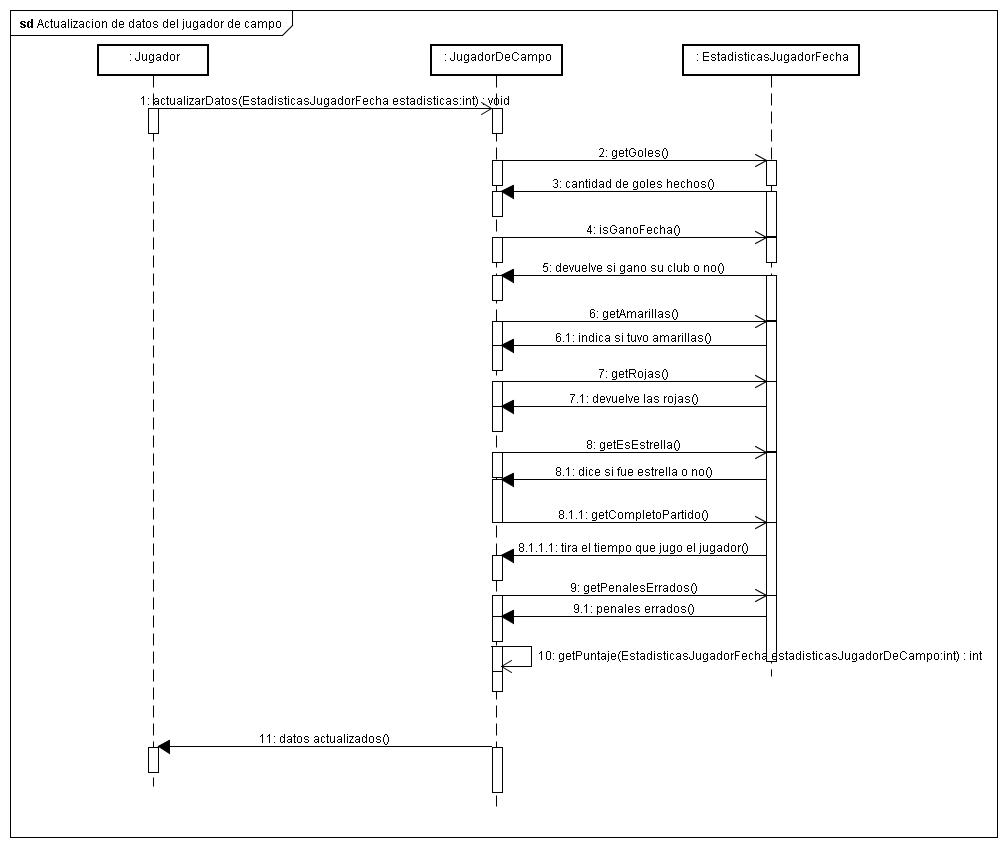 sd Actualizacion de datos del jugador de campo
: Jugador
: JugadorDeCampo
: EstadisticasJugadorFecha
1: actualizarDatos(EstadisticasJugadorFecha estadisticas:int) : void
2: getGoles()
3: cantidad de goles hechos()
4: isGanoFecha()
5: devuelve si gano su club o no()
6: getAmarillas()
6.1: indica si tuvo amarillas()
7: getRojas()
7.1: devuelve las rojas()
8: getEsEstrella()
8.1: dice si fue estrella o no()
8.1.1: getCompletoPartido()
8.1.1.1: tira el tiempo que jugo el jugador()
9: getPenalesErrados()
9.1: penales errados()
10: getPuntaje(EstadisticasJugadorFecha estadisticasJugadorDeCampo:int) : int
11: datos actualizados()